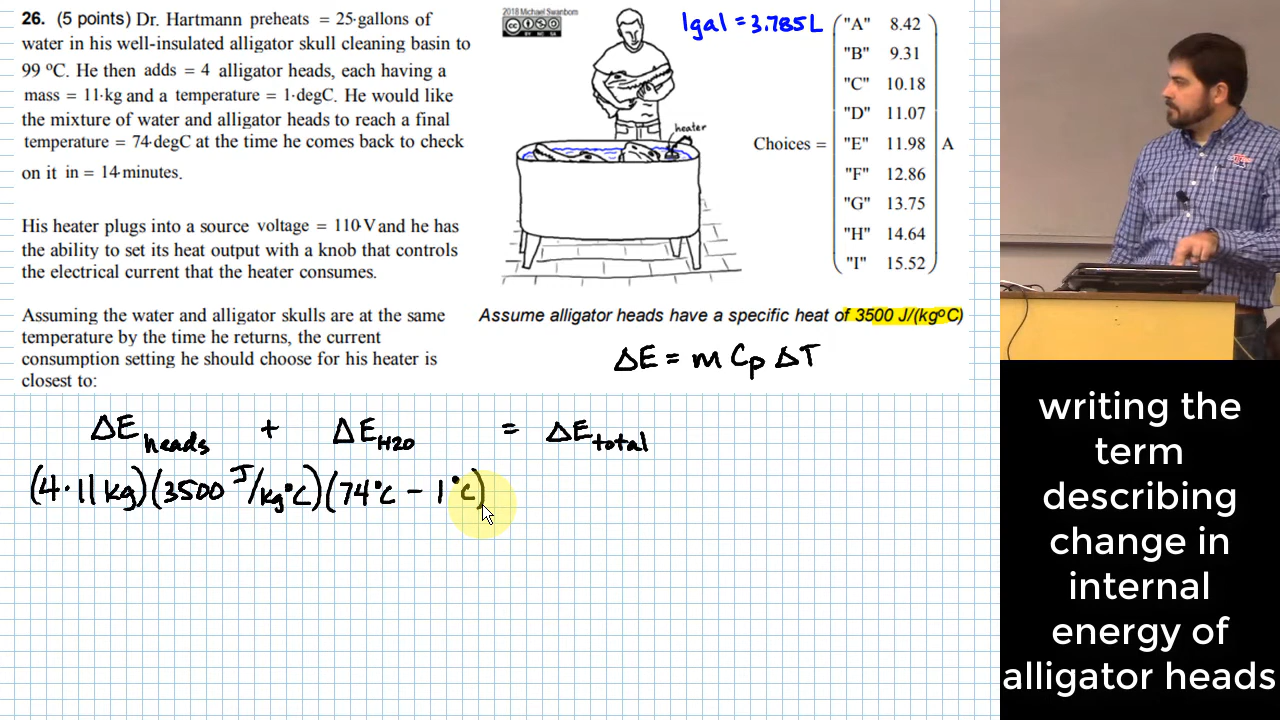 26. (5 points) Dr. Hartmann preheats = 25·gallons of
water in his well-insulated alligator skull cleaning basin to
99 ºC. He then adds = 4 alligator heads, each having a
mass = 11·kg and a temperature = 1·degC. He would like
the mixture of water and alligator heads to reach a final
temperature = 74·degC at the time he comes back to check
on it in = 14·minutes.
His heater plugs into a source voltage = 110·V and he has
the ability to set its heat output with a knob that controls
the electrical current that the heater consumes.
Assuming the water and alligator skulls are at the same
temperature by the time he returns, the current
consumption setting he should choose for his heater is
closest to:
2018 Michael Swanbom
CC BY NC SA
heater
1gal = 3.785L
Choices =
"A" 8.42
"B" 9.31
"C" 10.18
"D" 11.07
"E" 11.98
"F" 12.86
"G" 13.75
"H" 14.64
"I" 15.52
A
Assume alligator heads have a specific heat of 3500 J/(kgºC)
ΔE = m Cp ΔT
ΔE heads + ΔE H20 = ΔE total
(4·11 kg)(3500 J/kg°C)(74°C - 1°C)
writing the
term
describing
change in
internal
energy of
alligator heads